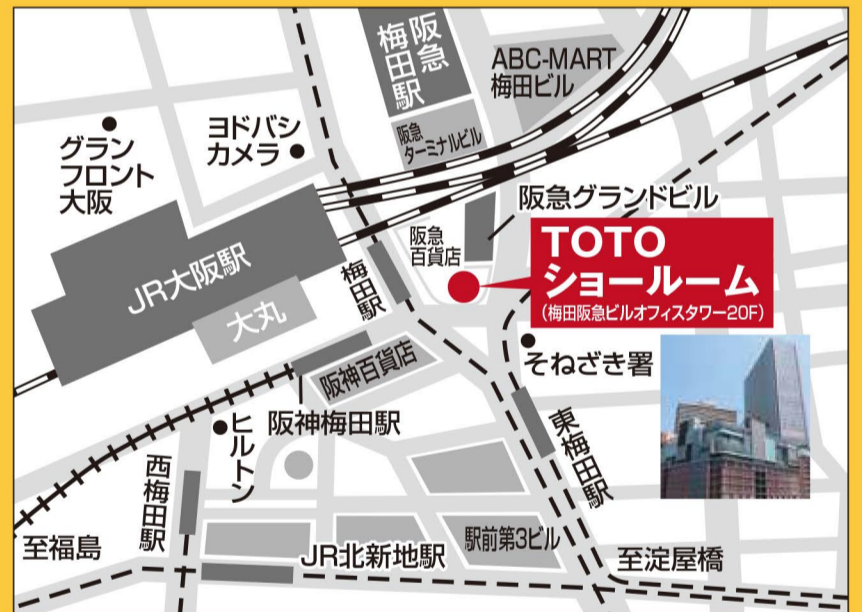 阪急
梅田駅
ABC-MART
梅田ビル
阪急
ターミナルビル
ヨドバシ
カメラ
グラン
フロント
大阪
阪急グランドビル
阪急
百貨店
TOTO
ショールーム
(梅田阪急ビルオフィスタワー20F)
JR大阪駅
梅田駅
大丸
そねざき署
阪神百貨店
阪神梅田駅
ヒルトン
東梅田駅
西梅田駅
駅前第3ビル
至福島
JR北新地駅
至淀屋橋